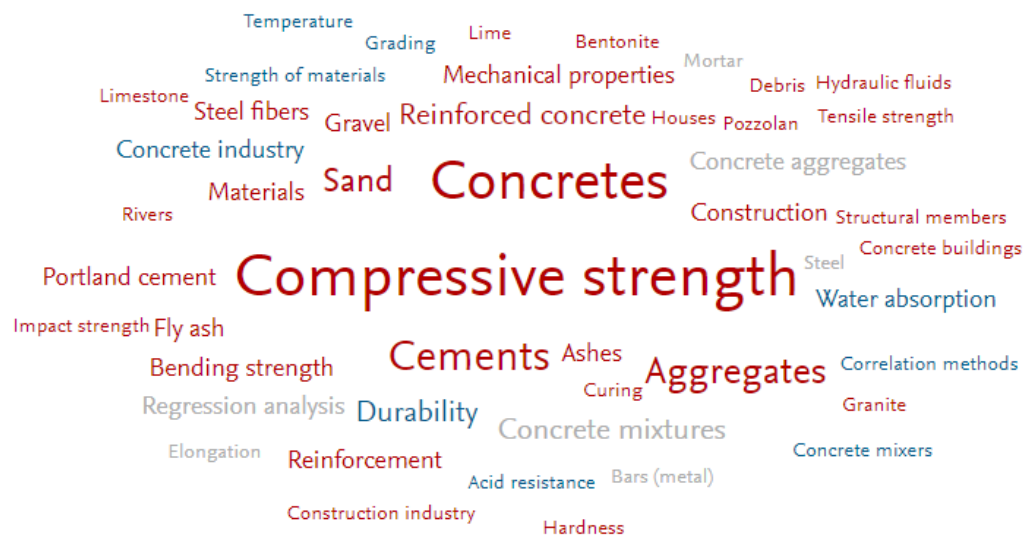 Temperature
Grading
Lime
Bentonite
Mortar
Strength of materials
Mechanical properties
Debris
Hydraulic fluids
Limestone
Steel fibers
Gravel
Reinforced concrete
Houses
Pozzolan
Tensile strength
Concrete industry
Concrete aggregates
Materials
Sand
Concretes
Rivers
Construction
Structural members
Concrete buildings
Portland cement
Compressive strength
Steel
Water absorption
Impact strength
Fly ash
Cements
Ashes
Bending strength
Aggregates
Correlation methods
Curing
Regression analysis
Durability
Granite
Concrete mixtures
Elongation
Reinforcement
Concrete mixers
Acid resistance
Bars (metal)
Construction industry
Hardness